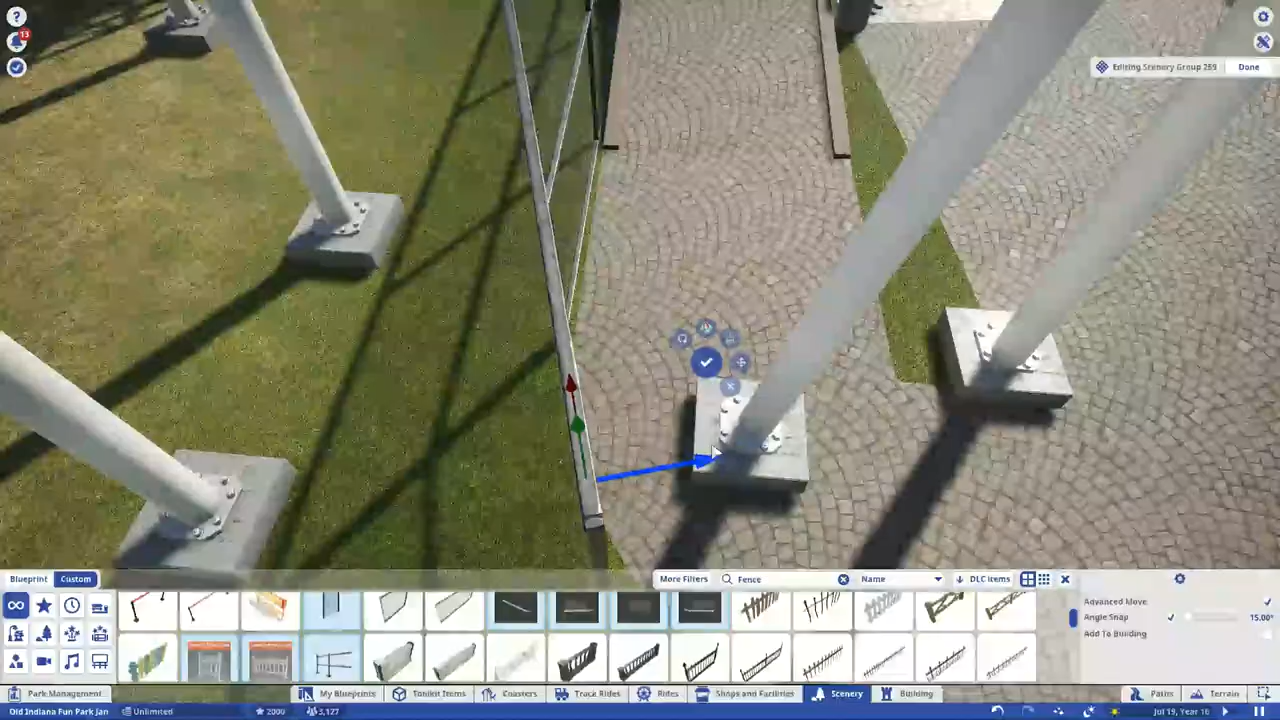 ?
13
Editing Scenery Group 259 Done
Blueprint Custom More Filters Fence Name DLC Items
Advanced Move
Angle Snap 15.00°
Add To Building
Park Management My Blueprints Toolkit Items Coasters Track Rides Rides Shops and Facilities Scenery Building Paths Terrain
Old Indiana Fun Park Jan Unlimited 2000 3,127 Jul 19, Year 10